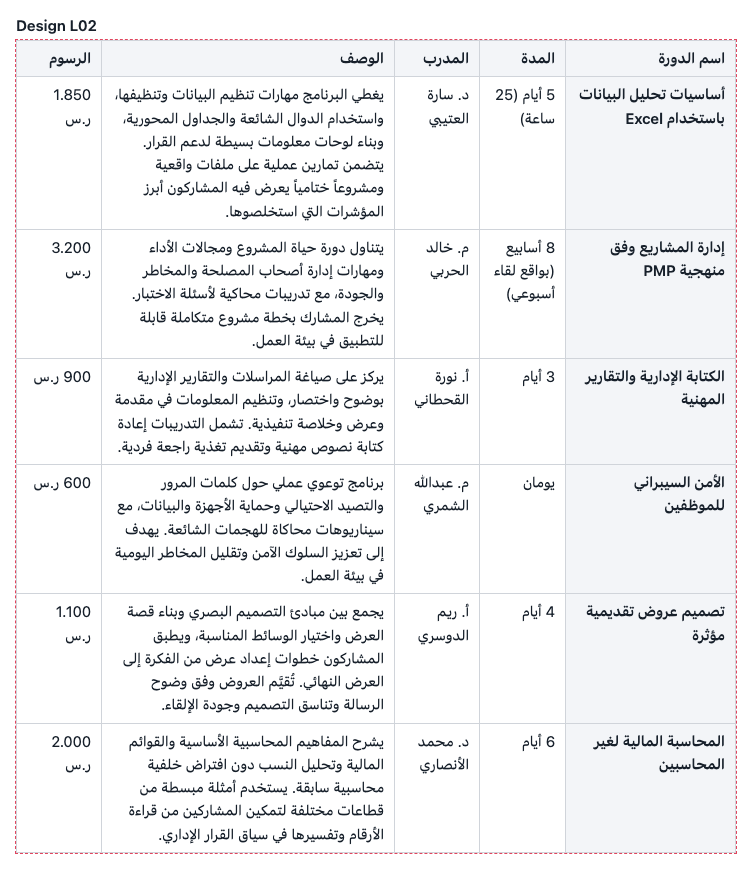 Design L02
اسم الدورة المدة المدرب الوصف الرسوم
أساسيات تحليل البيانات
باستخدام Excel
5 أيام (25
ساعة)
د. سارة
العتيبي
يغطي البرنامج مهارات تنظيم البيانات وتنظيفها،
واستخدام الدوال الشائعة والجداول المحورية،
وبناء لوحات معلومات بسيطة لدعم القرار.
يتضمن تمارين عملية على ملفات واقعية
ومشروعاً ختامياً يعرض فيه المشاركون أبرز
المؤشرات التي استخلصوها.
1.850
ر.س
إدارة المشاريع وفق
منهجية PMP
8 أسابيع
(بواقع لقاء
أسبوعي)
م. خالد
الحربي
يتناول دورة حياة المشروع ومجالات الأداء
ومهارات إدارة أصحاب المصلحة والمخاطر
والجودة، مع تدريبات محاكية لأسئلة الاختبار.
يخرج المشارك بخطة مشروع متكاملة قابلة
للتطبيق في بيئة العمل.
3.200
ر.س
الكتابة الإدارية والتقارير
المهنية
3 أيام
أ. نورة
القحطاني
يركز على صياغة المراسلات والتقارير الإدارية
بوضوح واختصار، وتنظيم المعلومات في مقدمة
وعرض وخلاصة تنفيذية. تشمل التدريبات إعادة
كتابة نصوص مهنية وتقديم تغذية راجعة فردية.
900 ر.س
الأمن السيبراني
للموظفين
يومان
م. عبدالله
الشمري
برنامج توعوي عملي حول كلمات المرور
والتصيد الاحتيالي وحماية الأجهزة والبيانات، مع
سيناريوهات محاكاة للهجمات الشائعة. يهدف
إلى تعزيز السلوك الآمن وتقليل المخاطر اليومية
في بيئة العمل.
600 ر.س
تصميم عروض تقديمية
مؤثرة
4 أيام
أ. ريم
الدوسري
يجمع بين مبادئ التصميم البصري وبناء قصة
العرض واختيار الوسائط المناسبة، ويطبق
المشاركون خطوات إعداد عرض من الفكرة إلى
العرض النهائي. تُقيَّم العروض وفق وضوح
الرسالة وتناسق التصميم وجودة الإلقاء.
1.100
ر.س
المحاسبة المالية لغير
المحاسبين
6 أيام
د. محمد
الأنصاري
يشرح المفاهيم المحاسبية الأساسية والقوائم
المالية وتحليل النسب دون افتراض خلفية
محاسبية سابقة. يستخدم أمثلة مبسطة من
قطاعات مختلفة لتمكين المشاركين من قراءة
الأرقام وتفسيرها في سياق القرار الإداري.
2.000
ر.س